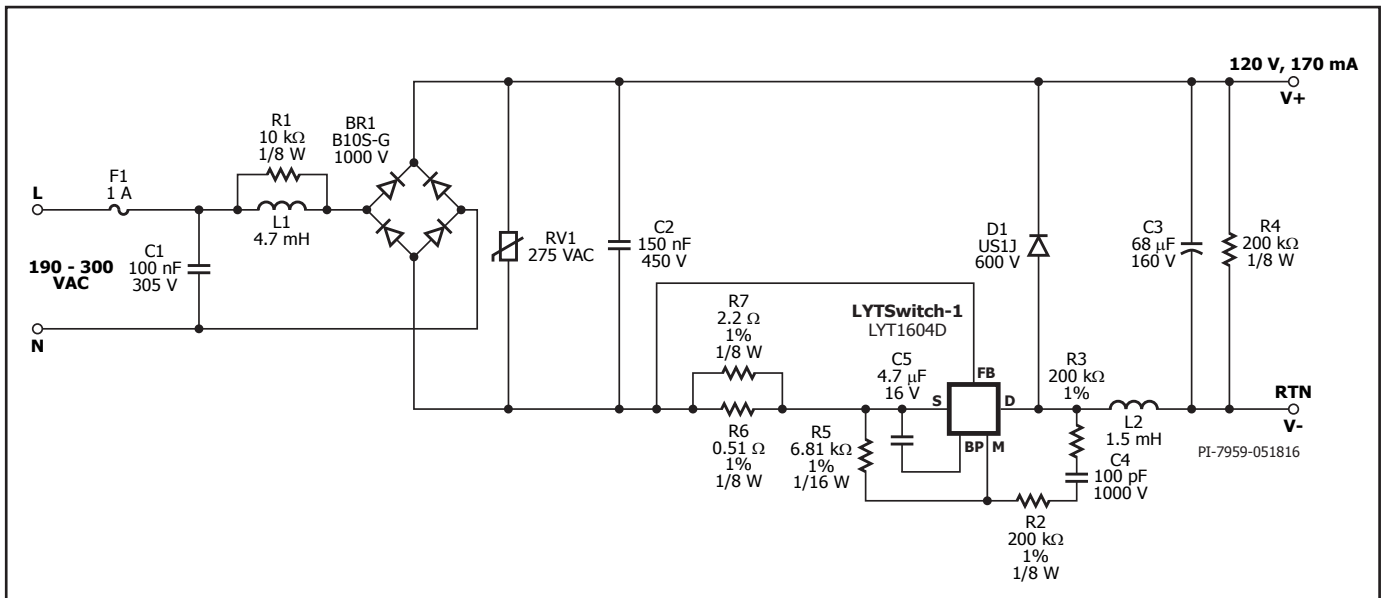 L
F1
1 A
190 - 300
VAC
N
C1
100 nF
305 V
R1
10 kΩ
1/8 W
L1
4.7 mH
BR1
B10S-G
1000 V
RV1
275 VAC
C2
150 nF
450 V
R7
2.2 Ω
1%
1/8 W
R6
0.51 Ω
1%
1/8 W
R5
6.81 kΩ
1%
1/16 W
C5
4.7 μF
16 V
LYTSwitch-1
LYT1604D
FB
S
D
BP
M
D1
US1J
600 V
R3
200 kΩ
1%
C4
100 pF
1000 V
R2
200 kΩ
1%
1/8 W
L2
1.5 mH
C3
68 μF
160 V
R4
200 kΩ
1/8 W
120 V, 170 mA
V+
RTN
V-
PI-7959-051816